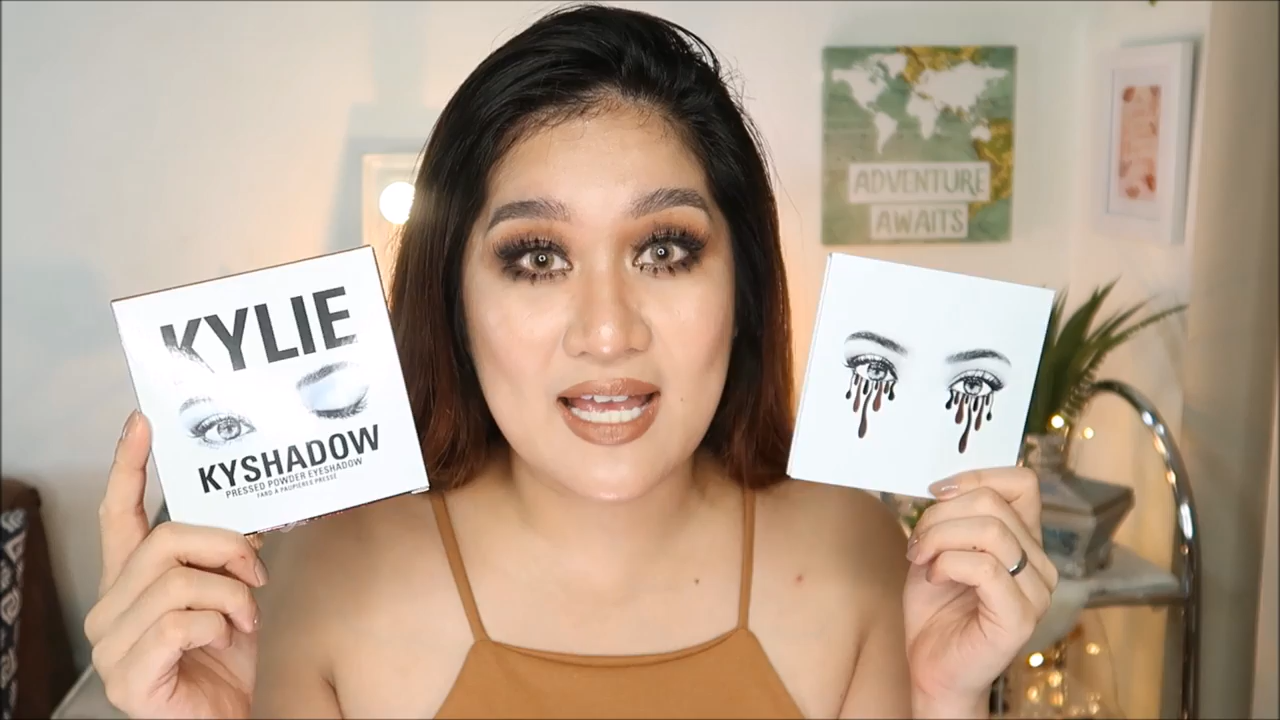 KYLIE
KYSHADOW
PRESSED POWDER EYESHADOW
FARD À PAUPIÈRES PRESSÉ
ADVENTURE
AWAITS